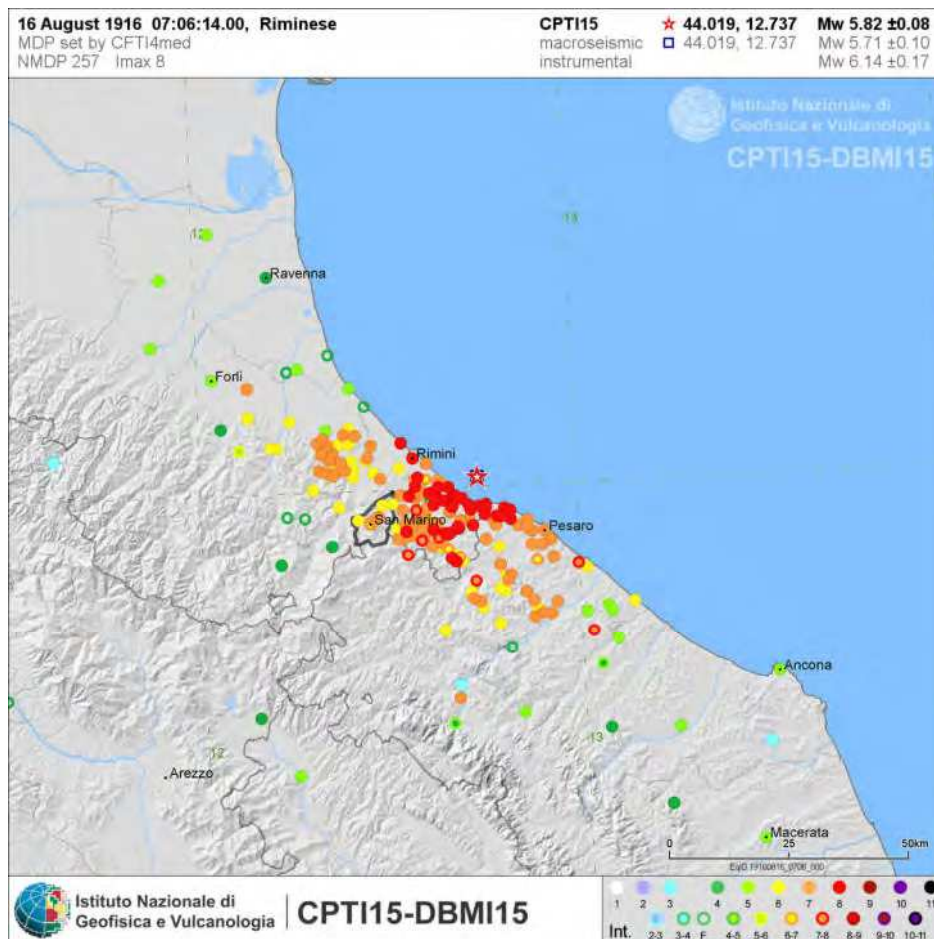 16 August 1916 07:06:14.00, Riminese
MDP set by CFTI4med
NMDP 257 Imax 8
CPTI15 44.019, 12.737 Mw 5.82 ±0.08
macroseismic 44.019, 12.737 Mw 5.71 ±0.10
instrumental Mw 6.14 ±0.17
Istituto Nazionale di
Geofisica e Vulcanologia
CPTI15-DBMI15
12
13
Ravenna
Forlì
Rimini
San Marino
Pesaro
Ancona
13
12
Arezzo
Macerata
0 25 50km
Istituto Nazionale di
Geofisica e Vulcanologia
CPTI15-DBMI15
1 2 3 4 5 6 7 8 9 10 11
Int. 2-3 3-4 F 4-5 5-6 6-7 7-8 8-9 9-10 10-11